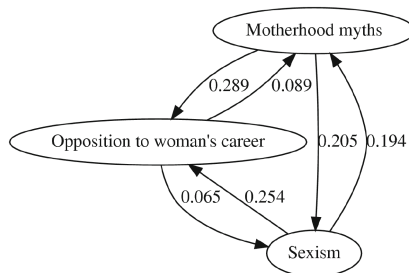 Motherhood myths
0.289 0.089
Opposition to woman's career
0.205 0.194
0.065 0.254
Sexism